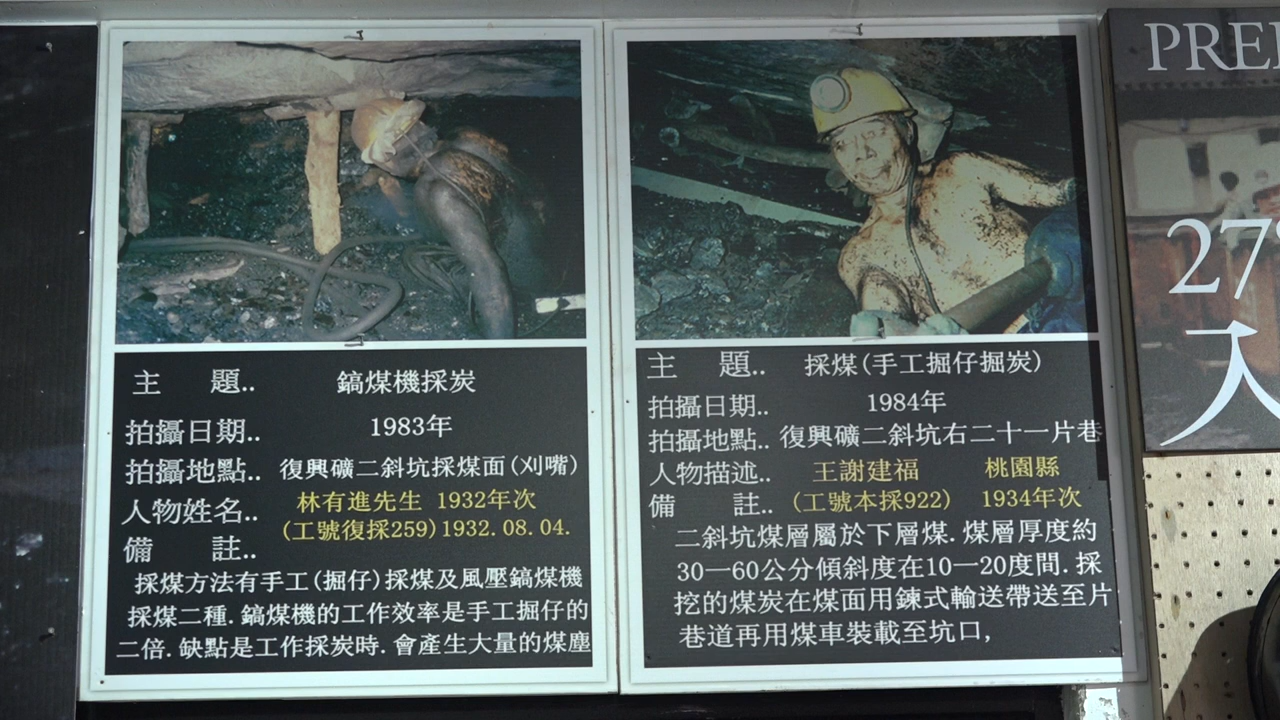 主 題.. 鎬煤機採炭
拍攝日期.. 1983年
拍攝地點.. 復興礦二斜坑採煤面(刈嘴)
人物姓名.. 林有進先生 1932年次
(工號復採259) 1932. 08. 04.
備 註..
採煤方法有手工(掘仔)採煤及風壓鎬煤機
採煤二種. 鎬煤機的工作效率是手工掘仔的
二倍. 缺點是工作採炭時. 會產生大量的煤塵
主 題.. 採煤(手工掘仔掘炭)
拍攝日期.. 1984年
拍攝地點.. 復興礦二斜坑右二十一片巷
人物描述.. 王謝建福 桃園縣
備 註.. (工號本採922) 1934年次
二斜坑煤層屬於下層煤. 煤層厚度約
30一60公分傾斜度在10一20度間. 採
挖的煤炭在煤面用鍊式輸送帶送至片
巷道再用煤車裝載至坑口,
PRE
27°
入